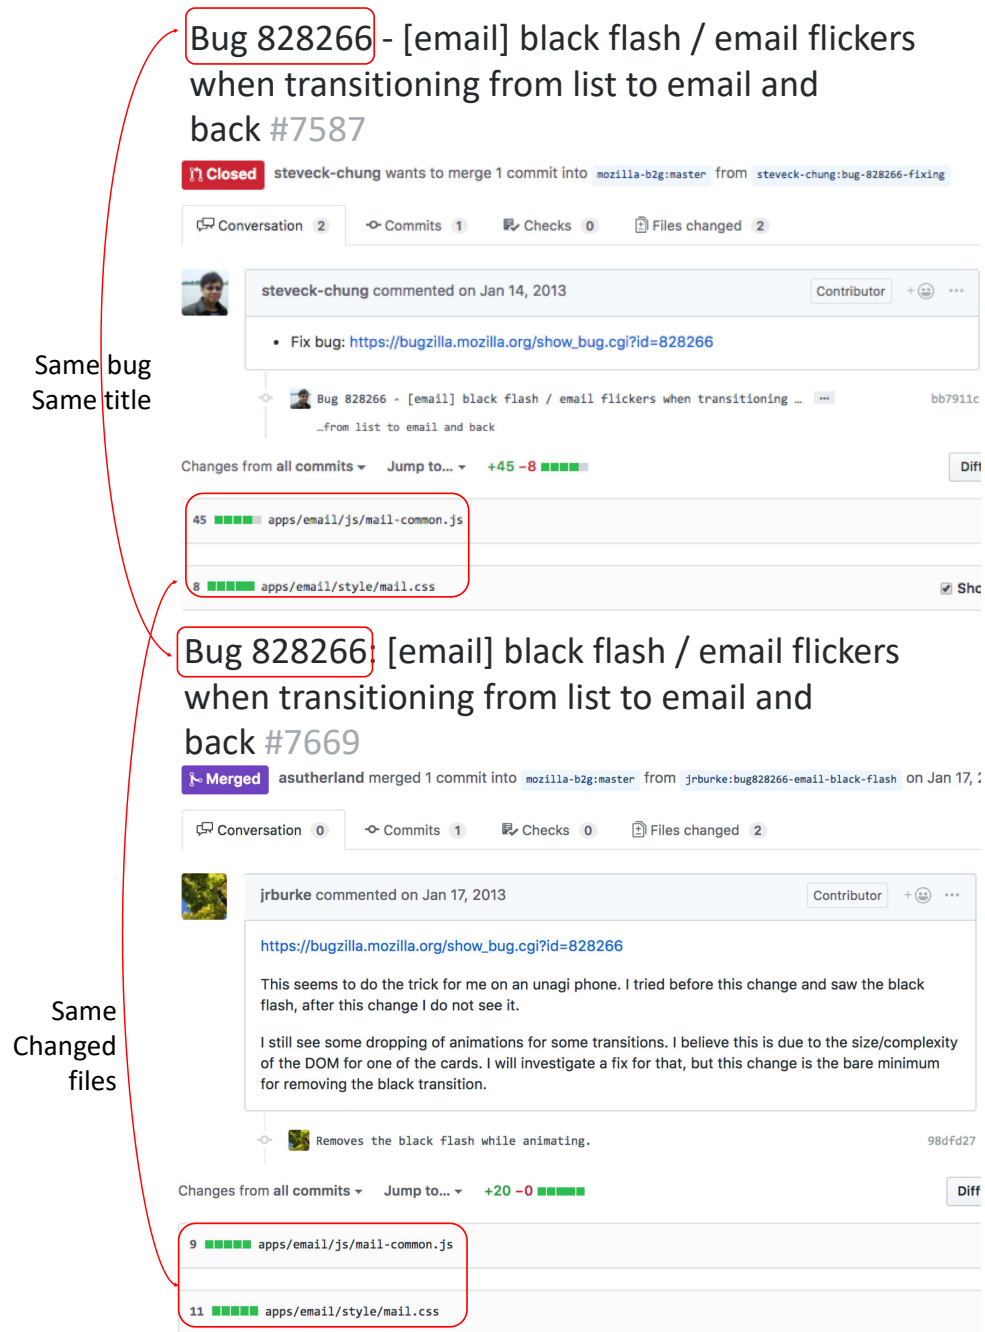 Bug 828266 - [email] black flash / email flickers
when transitioning from list to email and
back #7587
Closed steveck-chung wants to merge 1 commit into mozilla-b2g:master from steveck-chung:bug-828266-fixing
Conversation 2 Commits 1 Checks 0 Files changed 2
steveck-chung commented on Jan 14, 2013 Contributor + ...
• Fix bug: https://bugzilla.mozilla.org/show_bug.cgi?id=828266
Same bug
Same title
Bug 828266 - [email] black flash / email flickers when transitioning … ... bb7911c
…from list to email and back
Changes from all commits Jump to... +45 −8 Diff
45 apps/email/js/mail-common.js
8 apps/email/style/mail.css Sho
Bug 828266: [email] black flash / email flickers
when transitioning from list to email and
back #7669
Merged asutherland merged 1 commit into mozilla-b2g:master from jrburke:bug828266-email-black-flash on Jan 17, 2
Conversation 0 Commits 1 Checks 0 Files changed 2
jrburke commented on Jan 17, 2013 Contributor + ...
https://bugzilla.mozilla.org/show_bug.cgi?id=828266
This seems to do the trick for me on an unagi phone. I tried before this change and saw the black
flash, after this change I do not see it.
Same
Changed
files
I still see some dropping of animations for some transitions. I believe this is due to the size/complexity
of the DOM for one of the cards. I will investigate a fix for that, but this change is the bare minimum
for removing the black transition.
Removes the black flash while animating. 98dfd27
Changes from all commits Jump to... +20 −0 Diff
9 apps/email/js/mail-common.js
11 apps/email/style/mail.css